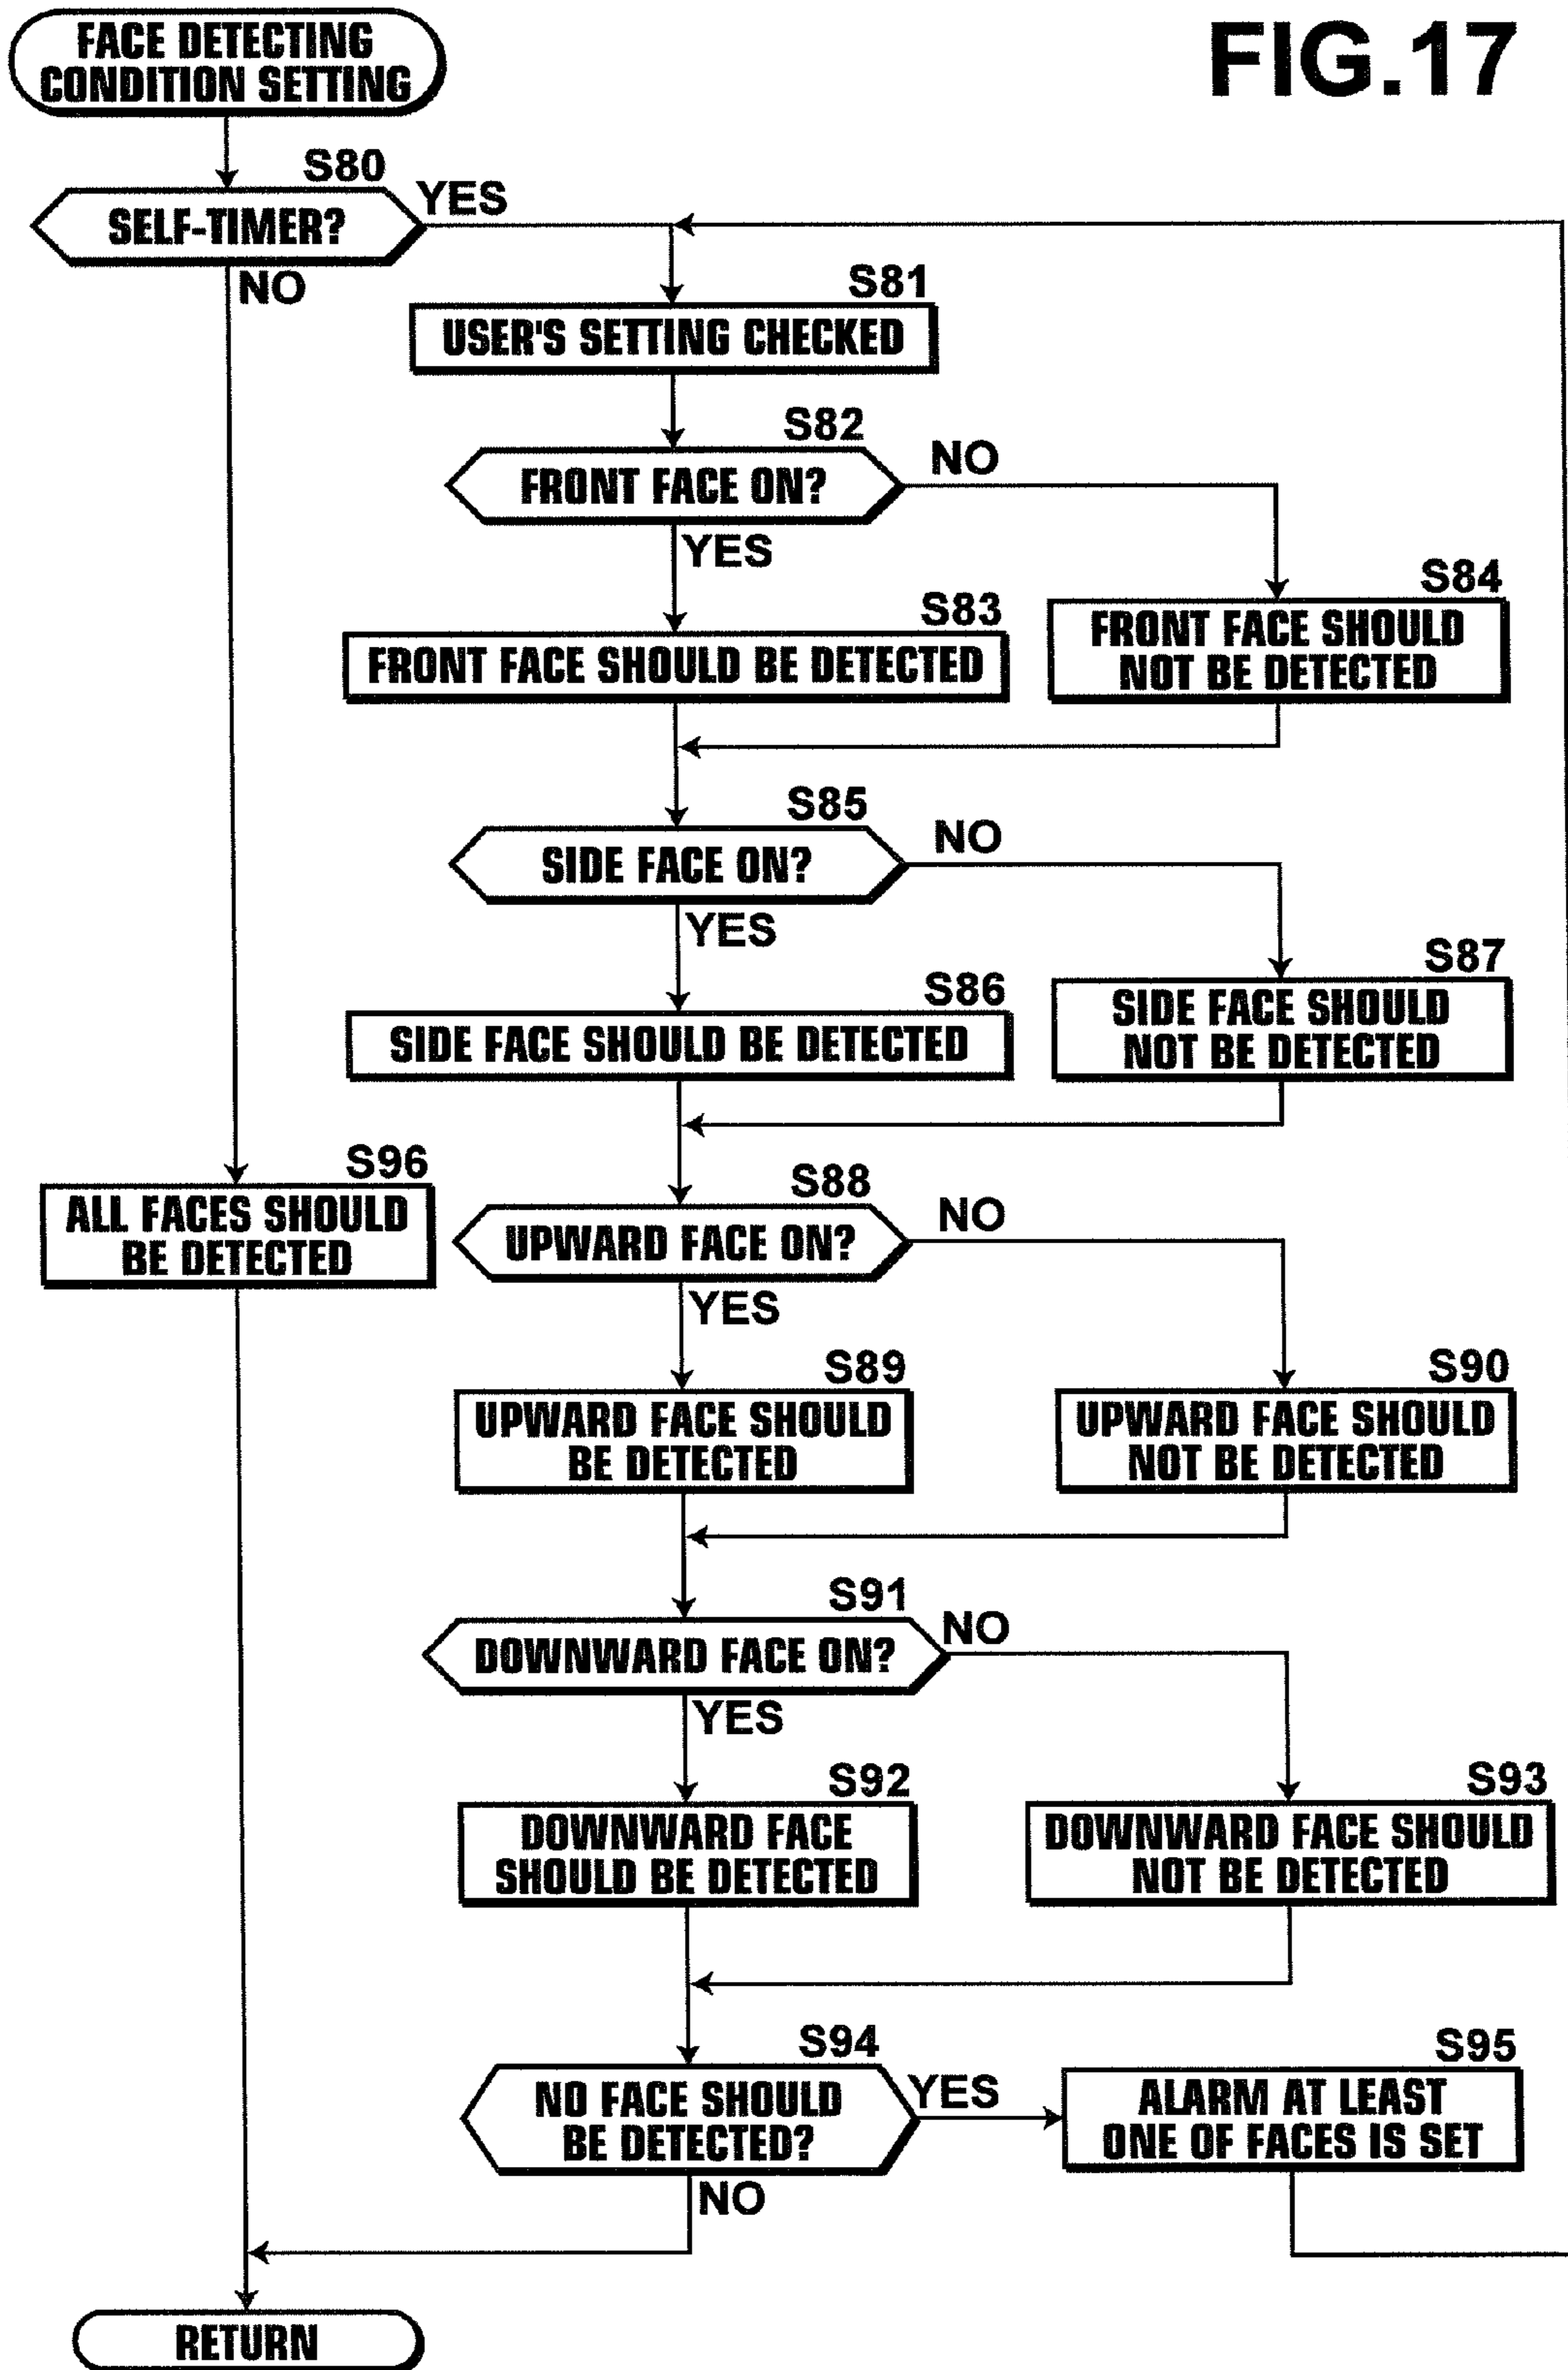 FIG.17
FACE DETECTING
CONDITION SETTING
S80
SELF-TIMER?
YES
NO
S81
USER'S SETTING CHECKED
S82
FRONT FACE ON?
NO
YES
S83
FRONT FACE SHOULD BE DETECTED
S84
FRONT FACE SHOULD
NOT BE DETECTED
S85
SIDE FACE ON?
NO
YES
S86
SIDE FACE SHOULD BE DETECTED
S87
SIDE FACE SHOULD
NOT BE DETECTED
S96
ALL FACES SHOULD
BE DETECTED
S88
UPWARD FACE ON?
NO
YES
S89
UPWARD FACE SHOULD
BE DETECTED
S90
UPWARD FACE SHOULD
NOT BE DETECTED
S91
DOWNWARD FACE ON?
NO
YES
S92
DOWNWARD FACE
SHOULD BE DETECTED
S93
DOWNWARD FACE SHOULD
NOT BE DETECTED
S94
NO FACE SHOULD
BE DETECTED?
YES
NO
S95
ALARM AT LEAST
ONE OF FACES IS SET
RETURN